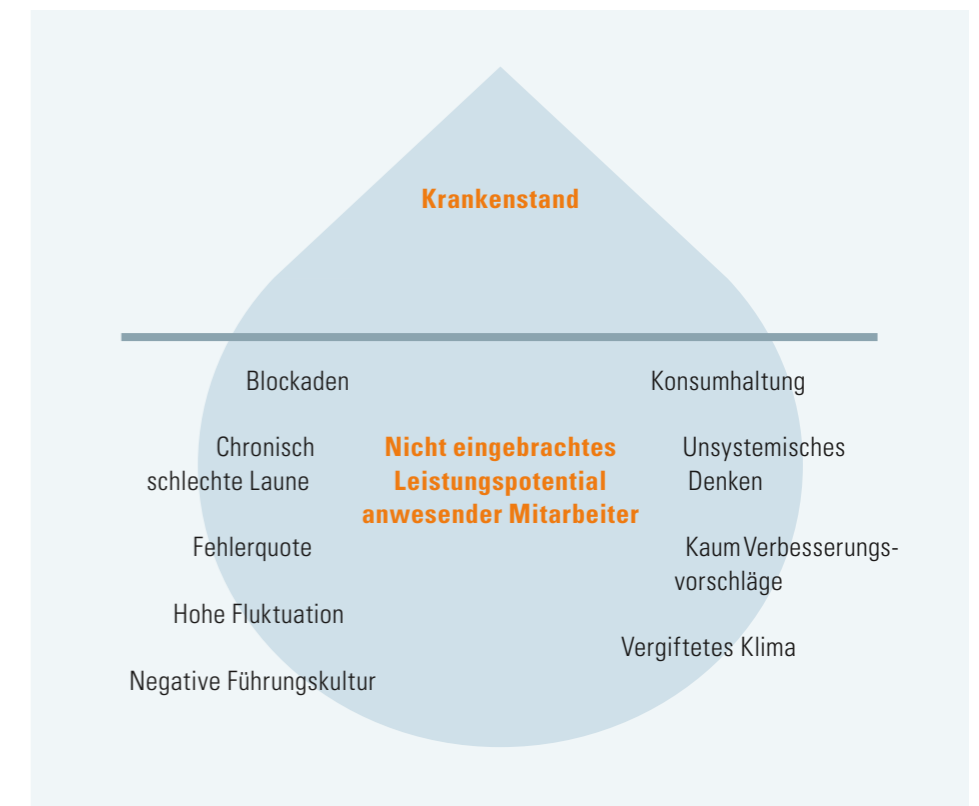 Krankenstand
Blockaden
Konsumhaltung
Chronisch
schlechte Laune
Nicht eingebrachtes
Leistungspotential
anwesender Mitarbeiter
Unsystemisches
Denken
Fehlerquote
Kaum Verbesserungs-
vorschläge
Hohe Fluktuation
Vergiftetes Klima
Negative Führungskultur